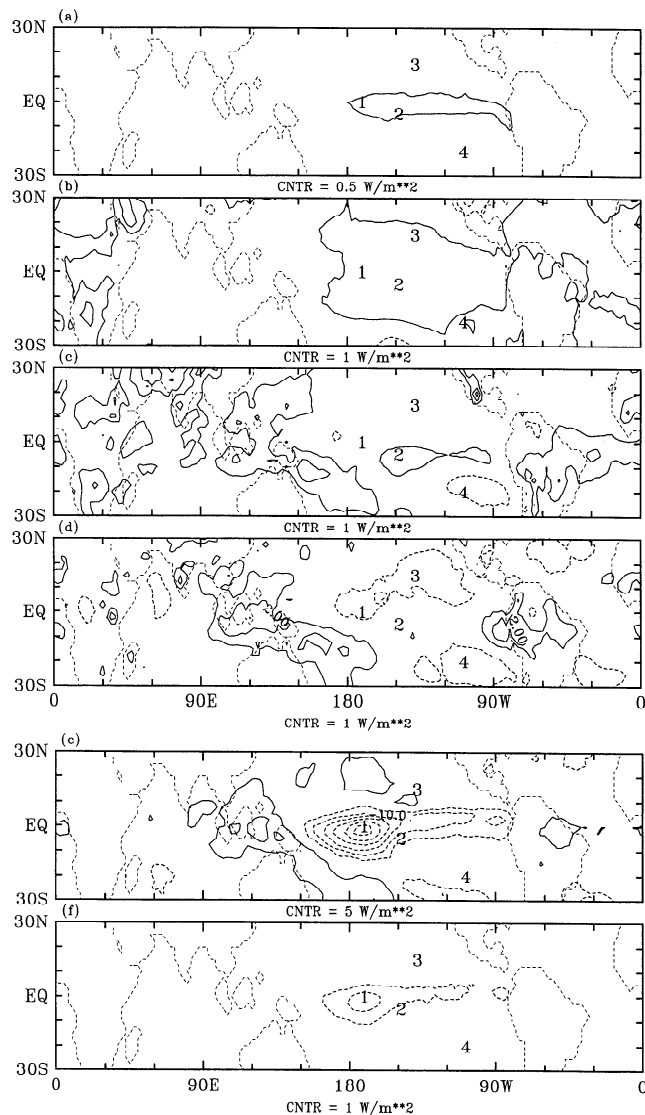 (a)
30N
3
EQ
1
2
4
30S
CNTR = 0.5 W/m**2
(b)
30N
3
EQ
1
2
4
30S
CNTR = 1 W/m**2
(c)
30N
3
EQ
1
2
4
30S
CNTR = 1 W/m**2
(d)
30N
3
EQ
1
2
2.00
4
30S
0 90E 180 90W 0
CNTR = 1 W/m**2
(c)
30N
3
-10.0
EQ
1
2
4
30S
CNTR = 5 W/m**2
(f)
30N
3
EQ
1
2
4
30S
0 90E 180 90W 0
CNTR = 1 W/m**2